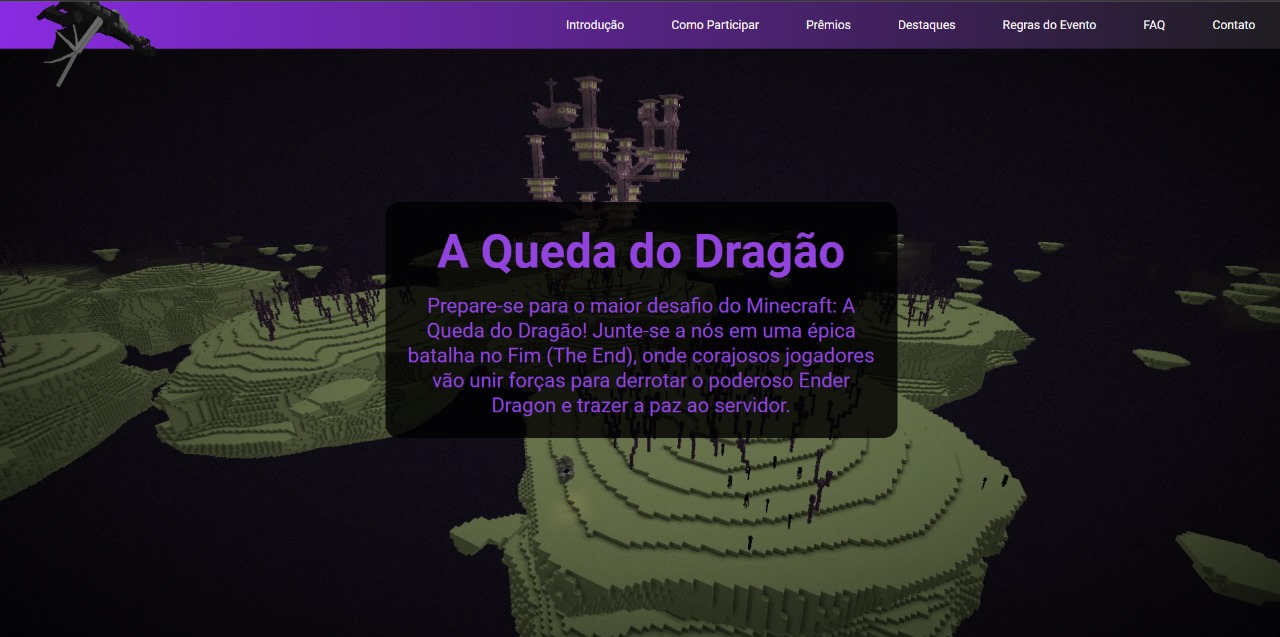 Introdução
Como Participar
Prêmios
Destaques
Regras do Evento
FAQ
Contato
A Queda do Dragão
Prepare-se para o maior desafio do Minecraft: A
Queda do Dragão! Junte-se a nós em uma épica
batalha no Fim (The End), onde corajosos jogadores
vão unir forças para derrotar o poderoso Ender
Dragon e trazer a paz ao servidor.